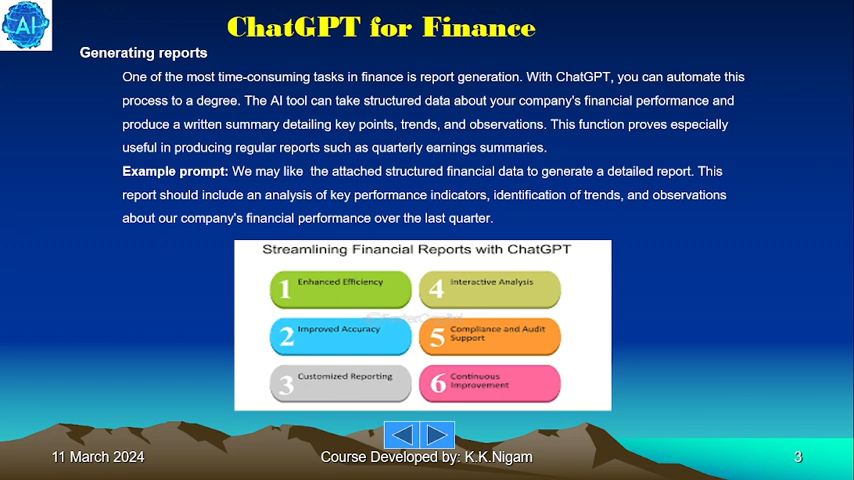 AI
ChatGPT for Finance
Generating reports
One of the most time-consuming tasks in finance is report generation. With ChatGPT, you can automate this
process to a degree. The AI tool can take structured data about your company's financial performance and
produce a written summary detailing key points, trends, and observations. This function proves especially
useful in producing regular reports such as quarterly earnings summaries.
Example prompt: We may like  the attached structured financial data to generate a detailed report. This
report should include an analysis of key performance indicators, identification of trends, and observations
about our company's financial performance over the last quarter.
Streamlining Financial Reports with ChatGPT
1 Enhanced Efficiency
2 Improved Accuracy
3 Customized Reporting
4 Interactive Analysis
5 Compliance and Audit
Support
6 Continuous
Improvement
11 March 2024
Course Developed by: K.K.Nigam
3